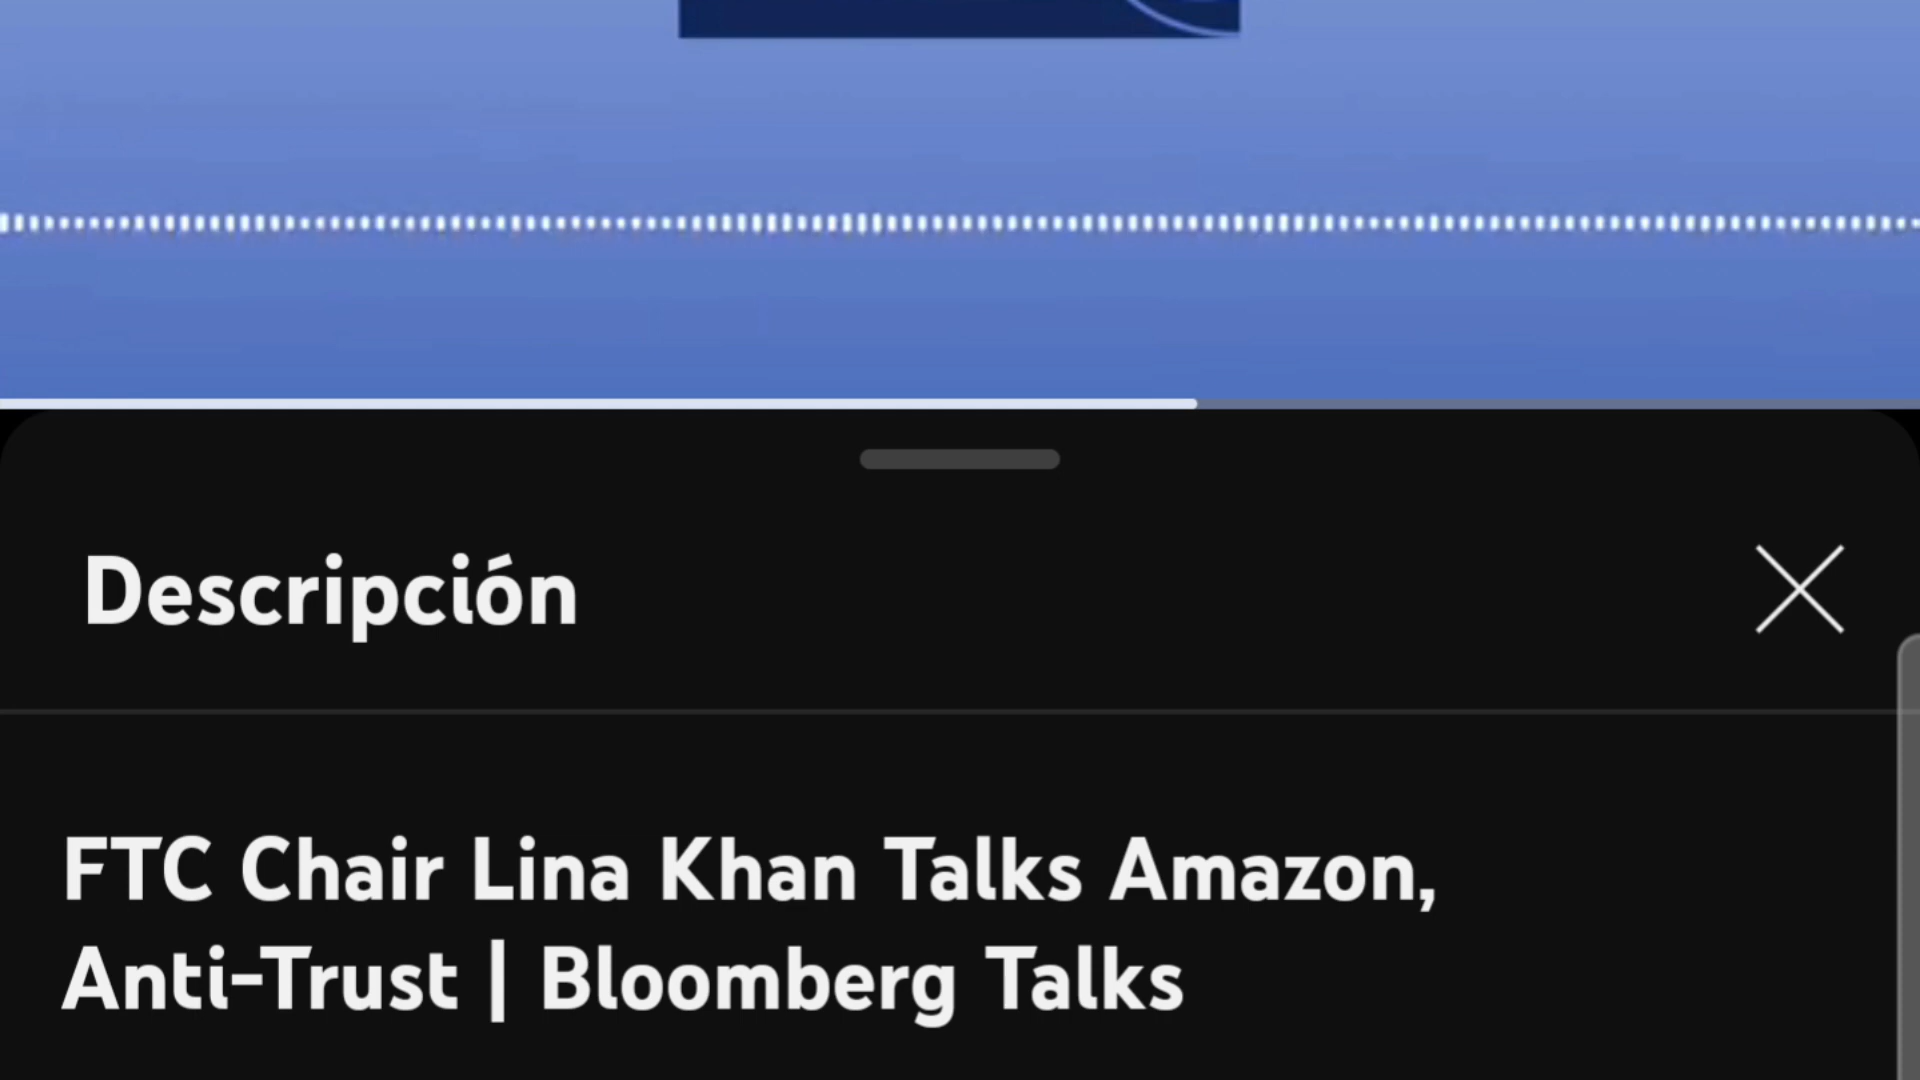 Descripción
FTC Chair Lina Khan Talks Amazon,
Anti-Trust | Bloomberg Talks